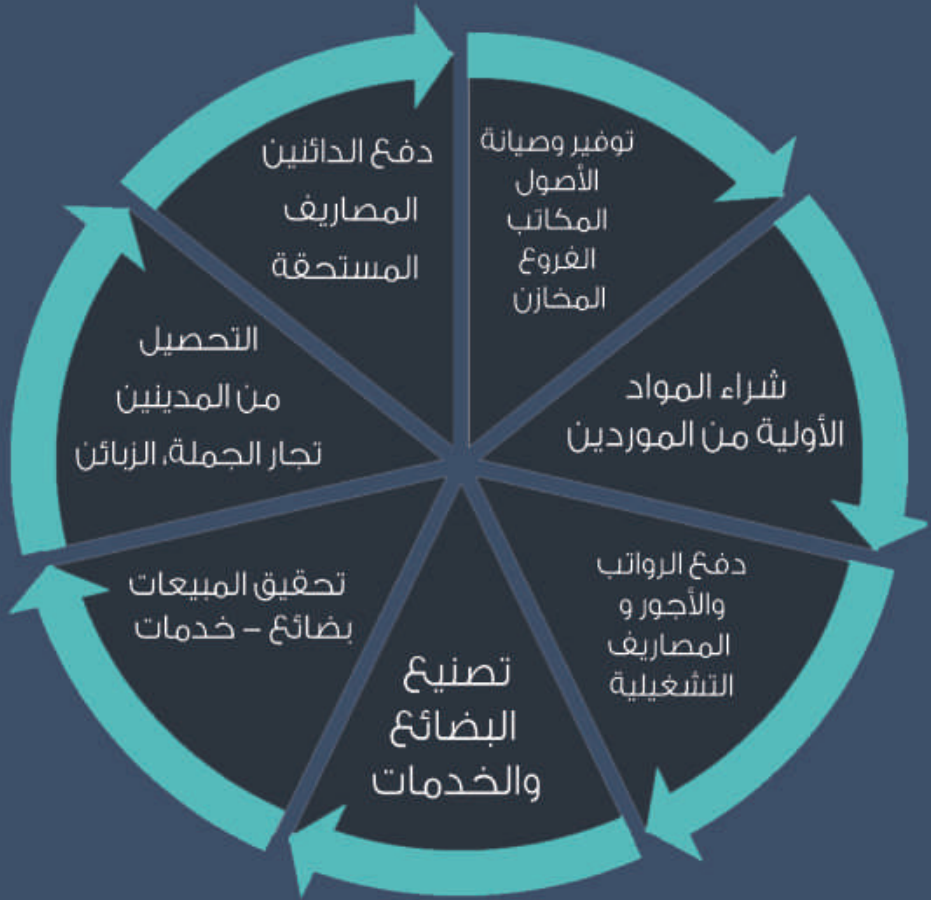 توفير وصيانة
الأصول
المكاتب
الفروع
المخازن
شراء المواد
الأولية من الموردين
دفع الرواتب
والأجور و
المصاريف
التشغيلية
تصنيع
البضائع
والخدمات
تحقيق المبيعات
بضائع – خدمات
التحصيل
من المدينين
تجار الجملة، الزبائن
دفع الدائنين
المصاريف
المستحقة